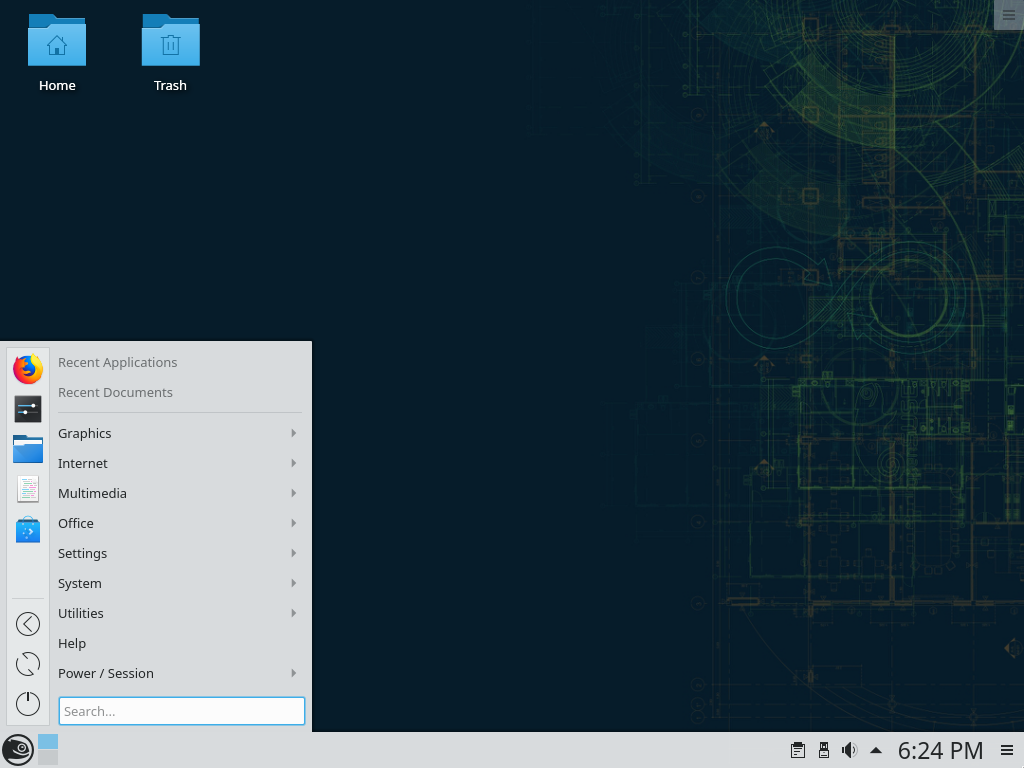 Home
Trash
Recent Applications
Recent Documents
Graphics
Internet
Multimedia
Office
Settings
System
Utilities
Help
Power / Session
Search...
6:24 PM